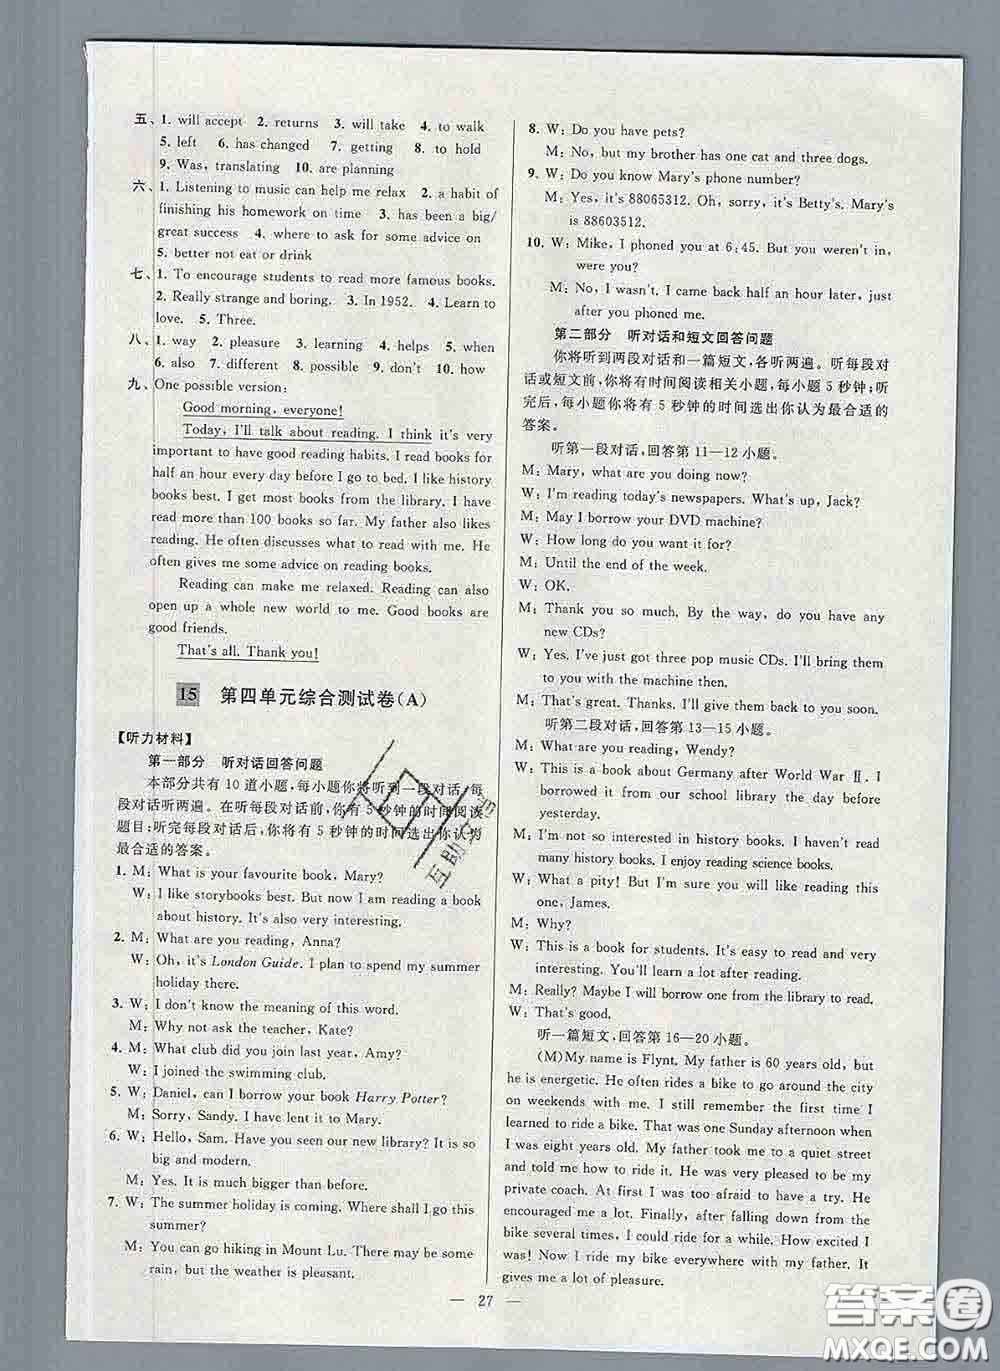 五、1. will accept 2. returns 3. will take 4. to walk
5. left 6. has changed 7. getting 8. to hold
9. Was, translating 10. are planning
六、1. Listening to music can help me relax 2. a habit of
finishing his homework on time 3. has been a big/
great success 4. where to ask for some advice on
5. better not eat or drink
七、1. To encourage students to read more famous books.
2. Really strange and boring. 3. In 1952. 4. Learn to
love. 5. Three.
八、1. way 2. pleasure 3. learning 4. helps 5. when
6. also 7. different 8. possible 9. don't 10. how
九、One possible version:
Good morning, everyone!
Today, I'll talk about reading. I think it's very
important to have good reading habits. I read books for
half an hour every day before I go to bed. I like history
books best. I get most books from the library. I have
read more than 100 books so far. My father also likes
reading. He often discusses what to read with me. He
often gives me some advice on reading books.
Reading can make me relaxed. Reading can also
open up a whole new world to me. Good books are
good friends.
That's all. Thank you!
15 第四单元综合测试卷(A)
【听力材料】
第一部分 听对话回答问题
本部分共有10道小题，每小题你将听到一段对话，每
段对话听两遍。在听每段对话前，你将有5秒钟的时间阅读
题目；听完每段对话后，你将有5秒钟的时间选出你认为最
合适的答案。
1. M: What is your favourite book, Mary?
W: I like storybooks best. But now I am reading a book
about history. It's also very interesting.
2. M: What are you reading, Anna?
W: Oh, it's London Guide. I plan to spend my summer
holiday there.
3. W: I don't know the meaning of this word.
M: Why not ask the teacher, Kate?
4. M: What club did you join last year, Amy?
W: I joined the swimming club.
5. W: Daniel, can I borrow your book Harry Potter?
M: Sorry, Sandy. I have lent it to Mary.
6. W: Hello, Sam. Have you seen our new library? It is so
big and modern.
M: Yes. It is much bigger than before.
7. W: The summer holiday is coming. Where shall I go this
summer?
M: You can go hiking in Mount Lu. There may be some
rain, but the weather is pleasant.
8. W: Do you have pets?
M: No, but my brother has one cat and three dogs.
9. W: Do you know Mary's phone number?
M: Yes, it's 88065312. Oh, sorry, it's Betty's. Mary's
is 88603512.
10. W: Mike, I phoned you at 6:45. But you weren't in,
were you?
M: No, I wasn't. I came back half an hour later, just
after you phoned me.
第二部分 听对话和短文回答问题
你将听到两段对话和一篇短文，各听两遍。听每段对
话或短文前，你将有时间阅读相关小题，每小题5秒钟；听
完后，每小题你将有5秒钟的时间选出你认为最合适的
答案。
听第一段对话，回答第11—12小题。
M: Mary, what are you doing now?
W: I'm reading today's newspapers. What's up, Jack?
M: May I borrow your DVD machine?
W: How long do you want it for?
M: Until the end of the week.
W: OK.
M: Thank you so much. By the way, do you have any
new CDs?
W: Yes. I've just got three pop music CDs. I'll bring them
to you with the machine then.
M: That's great. Thanks. I'll give them back to you soon.
听第二段对话，回答第13—15小题。
M: What are you reading, Wendy?
W: This is a book about Germany after World War Ⅱ. I
borrowed it from our school library the day before
yesterday.
M: I'm not so interested in history books. I haven't read
many history books. I enjoy reading science books.
W: What a pity! But I'm sure you will like reading this
one, James.
M: Why?
W: This is a book for students. It's easy to read and very
interesting. You'll learn a lot after reading.
M: Really? Maybe I will borrow one from the library to read.
W: That's good.
听一篇短文，回答第16—20小题。
(M)My name is Flynt. My father is 60 years old, but
he is energetic. He often rides a bike to go around the city
on weekends with me. I still remember the first time I
learned to ride a bike. That was one Sunday afternoon when
I was eight years old. My father took me to a quiet street
and told me how to ride it. He was very pleased to be my
private coach. At first I was too afraid to have a try. He
encouraged me a lot. Finally, after falling down from the
bike several times, I could ride for a while. How excited I
was! Now I ride my bike everywhere with my father. It
gives me a lot of pleasure.
— 27 —
互助
答案圈
MXQE.COM